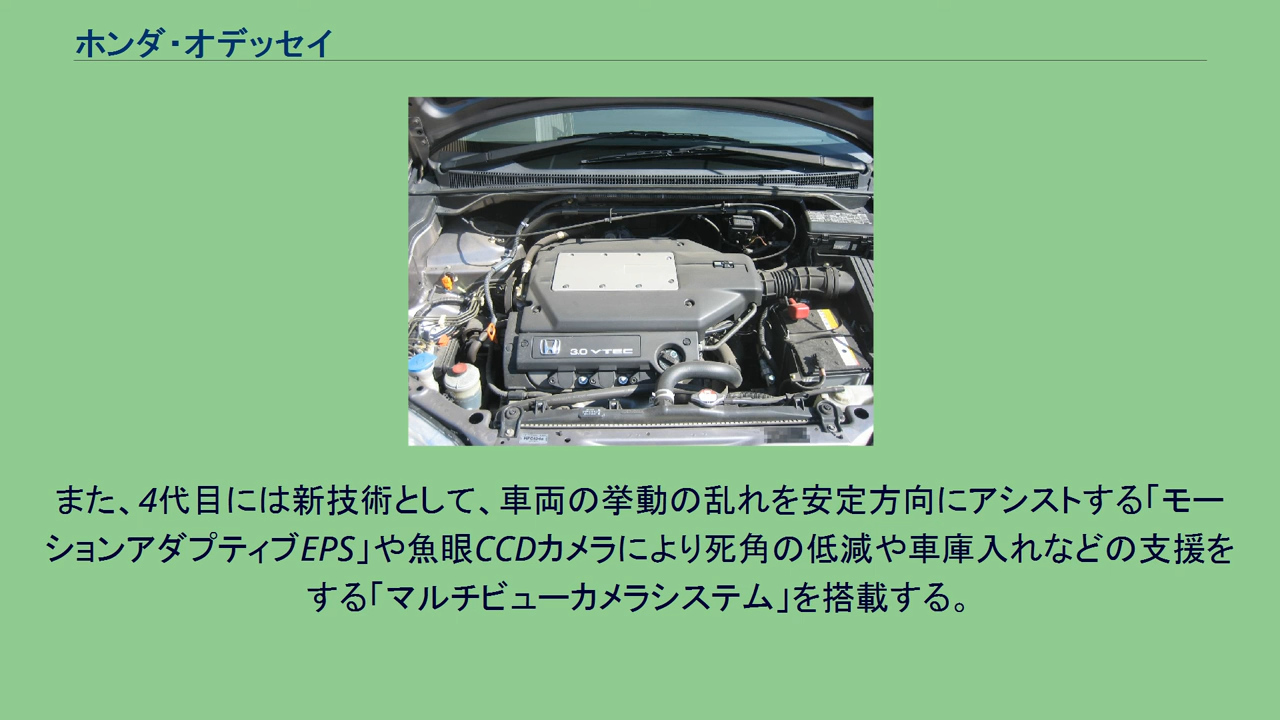 ホンダ・オデッセイ
3.0 VTEC
また、4代目には新技術として、車両の挙動の乱れを安定方向にアシストする「モー
ションアダプティブEPS」や魚眼CCDカメラにより死角の低減や車庫入れなどの支援を
する「マルチビューカメラシステム」を搭載する。